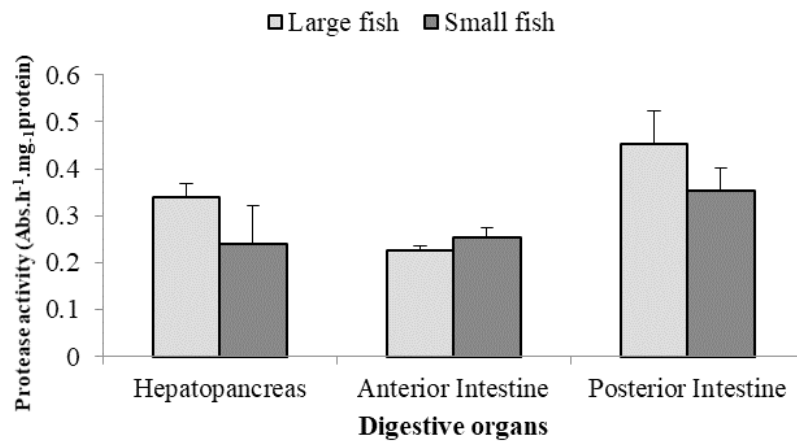 Large fish Small fish
Protease activity (Abs.h-1.mg-1protein)
0.6
0.5
0.4
0.3
0.2
0.1
0
Hepatopancreas Anterior Intestine Posterior Intestine
Digestive organs